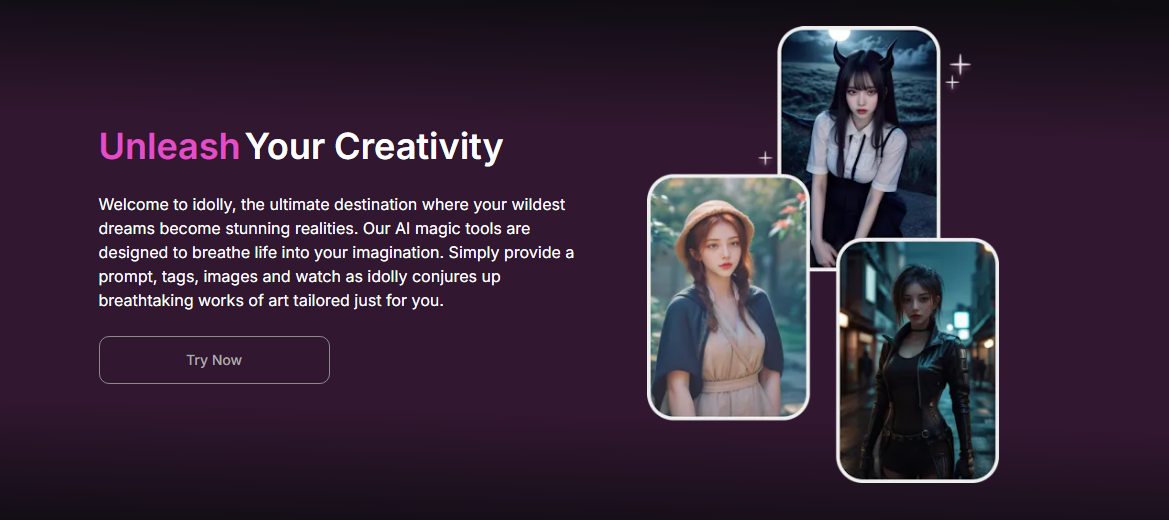 Unleash Your Creativity
Welcome to idolly, the ultimate destination where your wildest
dreams become stunning realities. Our AI magic tools are
designed to breathe life into your imagination. Simply provide a
prompt, tags, images and watch as idolly conjures up
breathtaking works of art tailored just for you.
Try Now